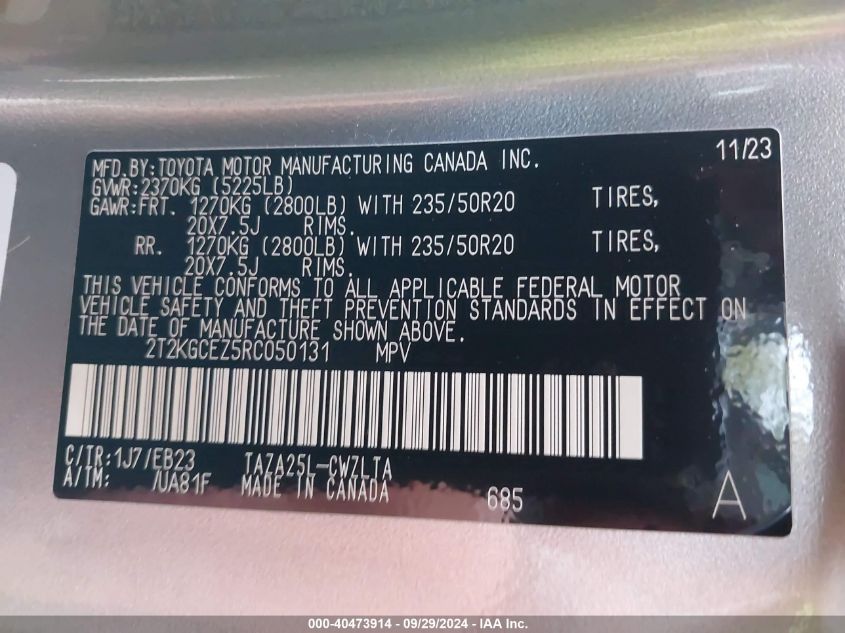 MFD.BY:TOYOTA MOTOR MANUFACTURING CANADA INC. 11/23
GVWR:2370KG (5225LB)
GAWR:FRT. 1270KG (2800LB) WITH 235/50R20 TIRES,
20X7.5J RIMS.
RR. 1270KG (2800LB) WITH 235/50R20 TIRES,
20X7.5J RIMS.
THIS VEHICLE CONFORMS TO ALL APPLICABLE FEDERAL MOTOR
VEHICLE SAFETY AND THEFT PREVENTION STANDARDS IN EFFECT ON
THE DATE OF MANUFACTURE SHOWN ABOVE.
2T2KGCEZ5RC050131 MPV
C/TR:1J7/EB23 TAZA25L-CWZLTA
A/TM: /UA81F MADE IN CANADA 685 A
000-40473914 - 09/29/2024 - IAA Inc.